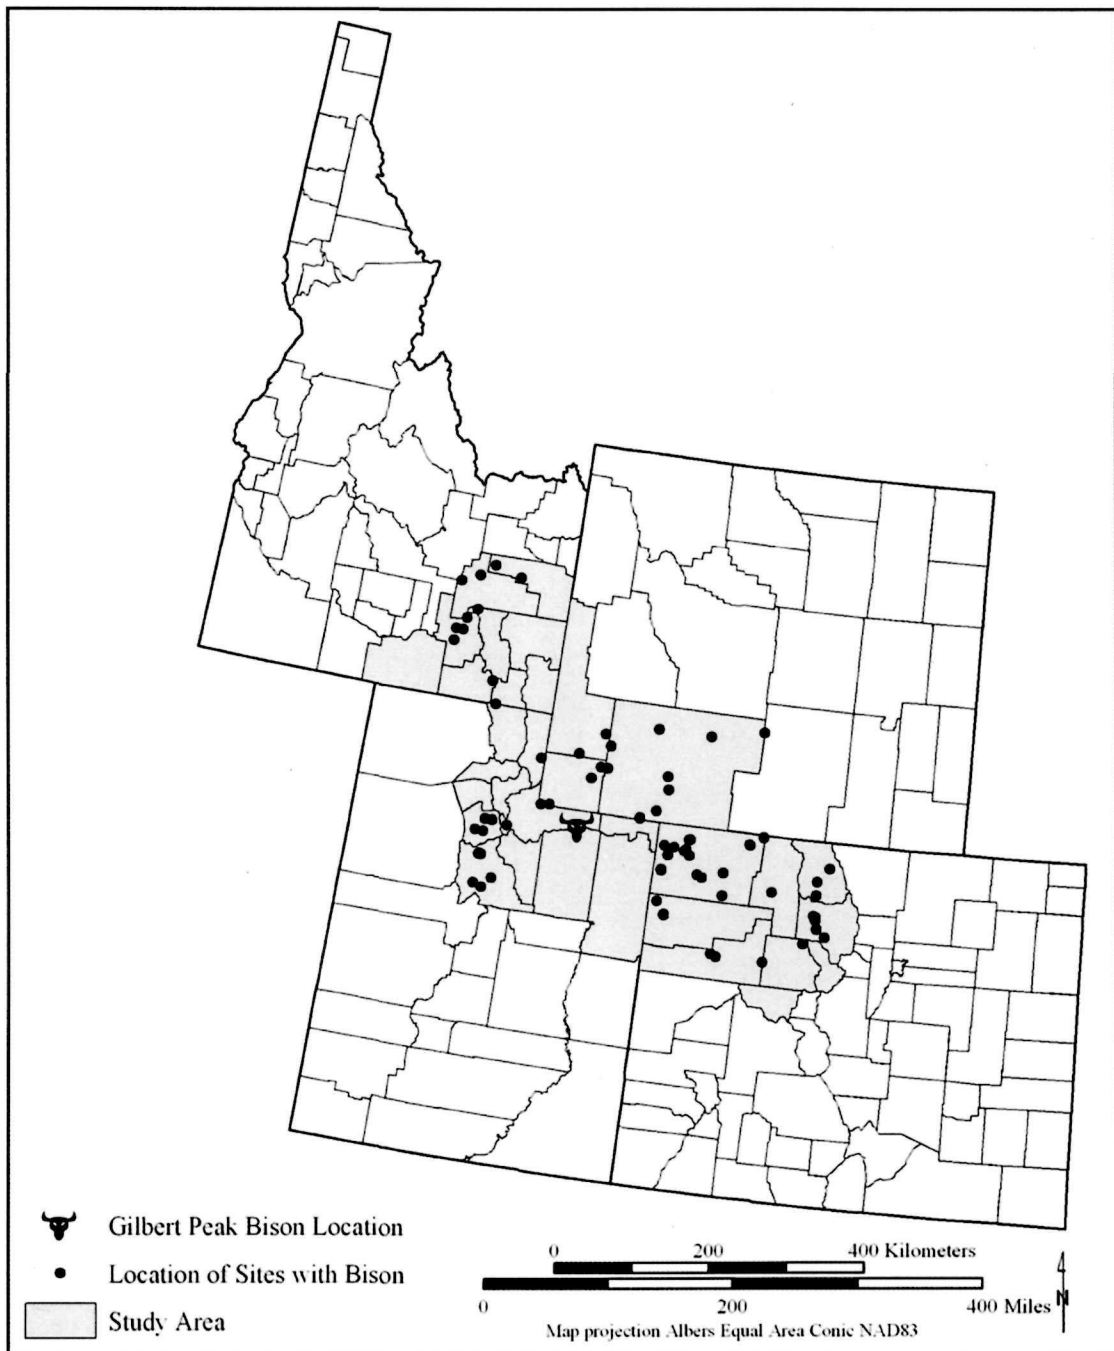 Gilbert Peak Bison Location
Location of Sites with Bison
Study Area
0 200 400 Kilometers
0 200 400 Miles
N
Map projection Albers Equal Area Conic NAD83